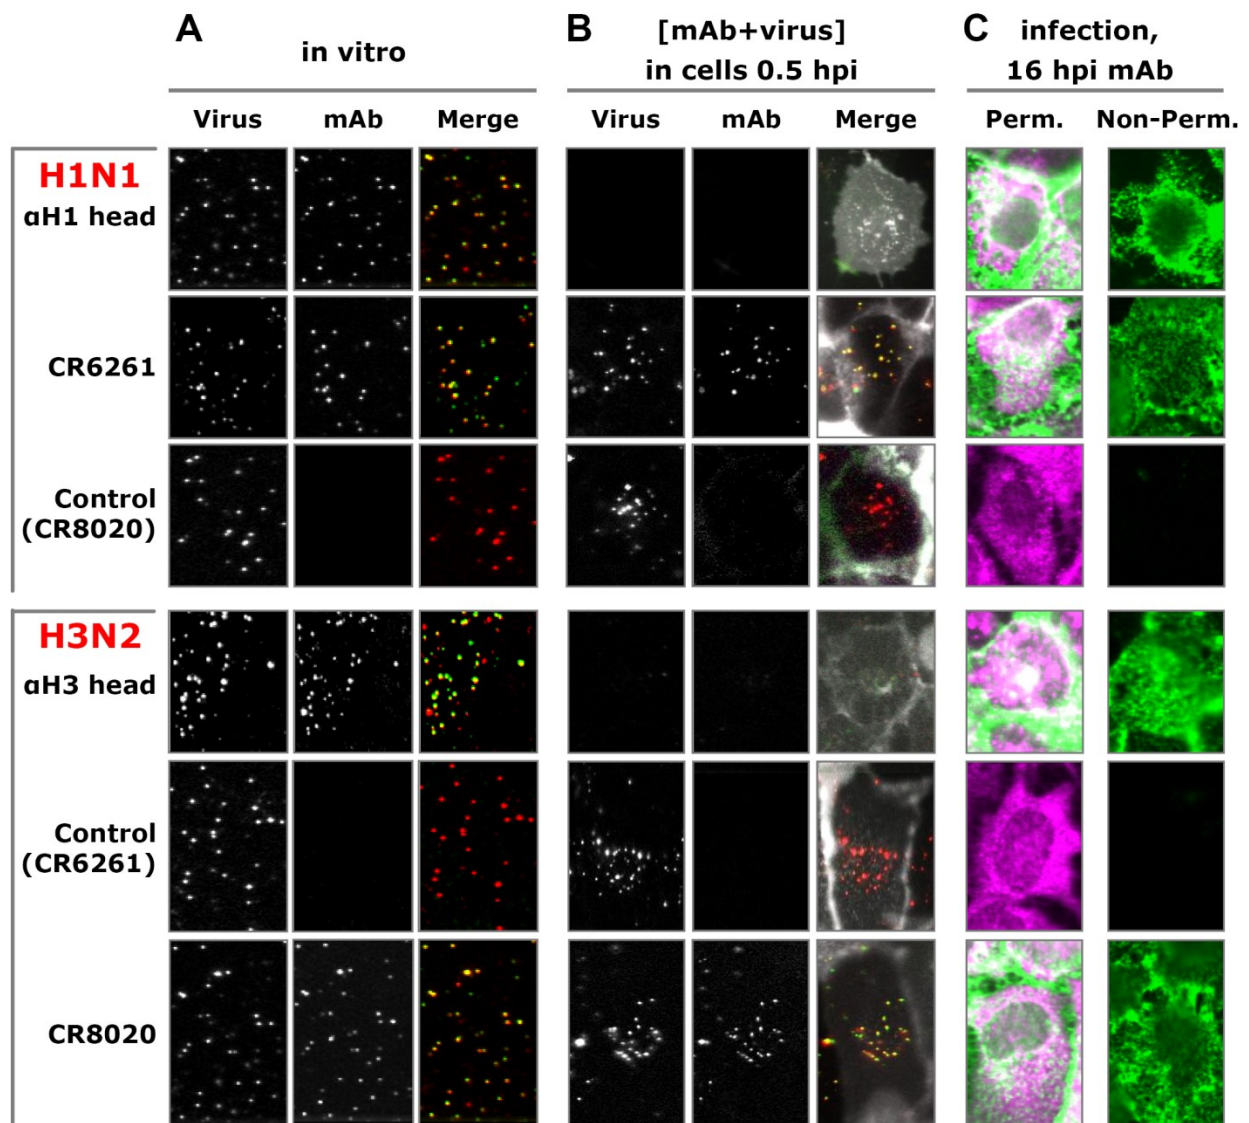 A
in vitro
B
[mAb+virus]
in cells 0.5 hpi
C
infection,
16 hpi mAb
Virus
mAb
Merge
Virus
mAb
Merge
Perm.
Non-Perm.
H1N1
αH1 head
CR6261
Control
(CR8020)
H3N2
αH3 head
Control
(CR6261)
CR8020